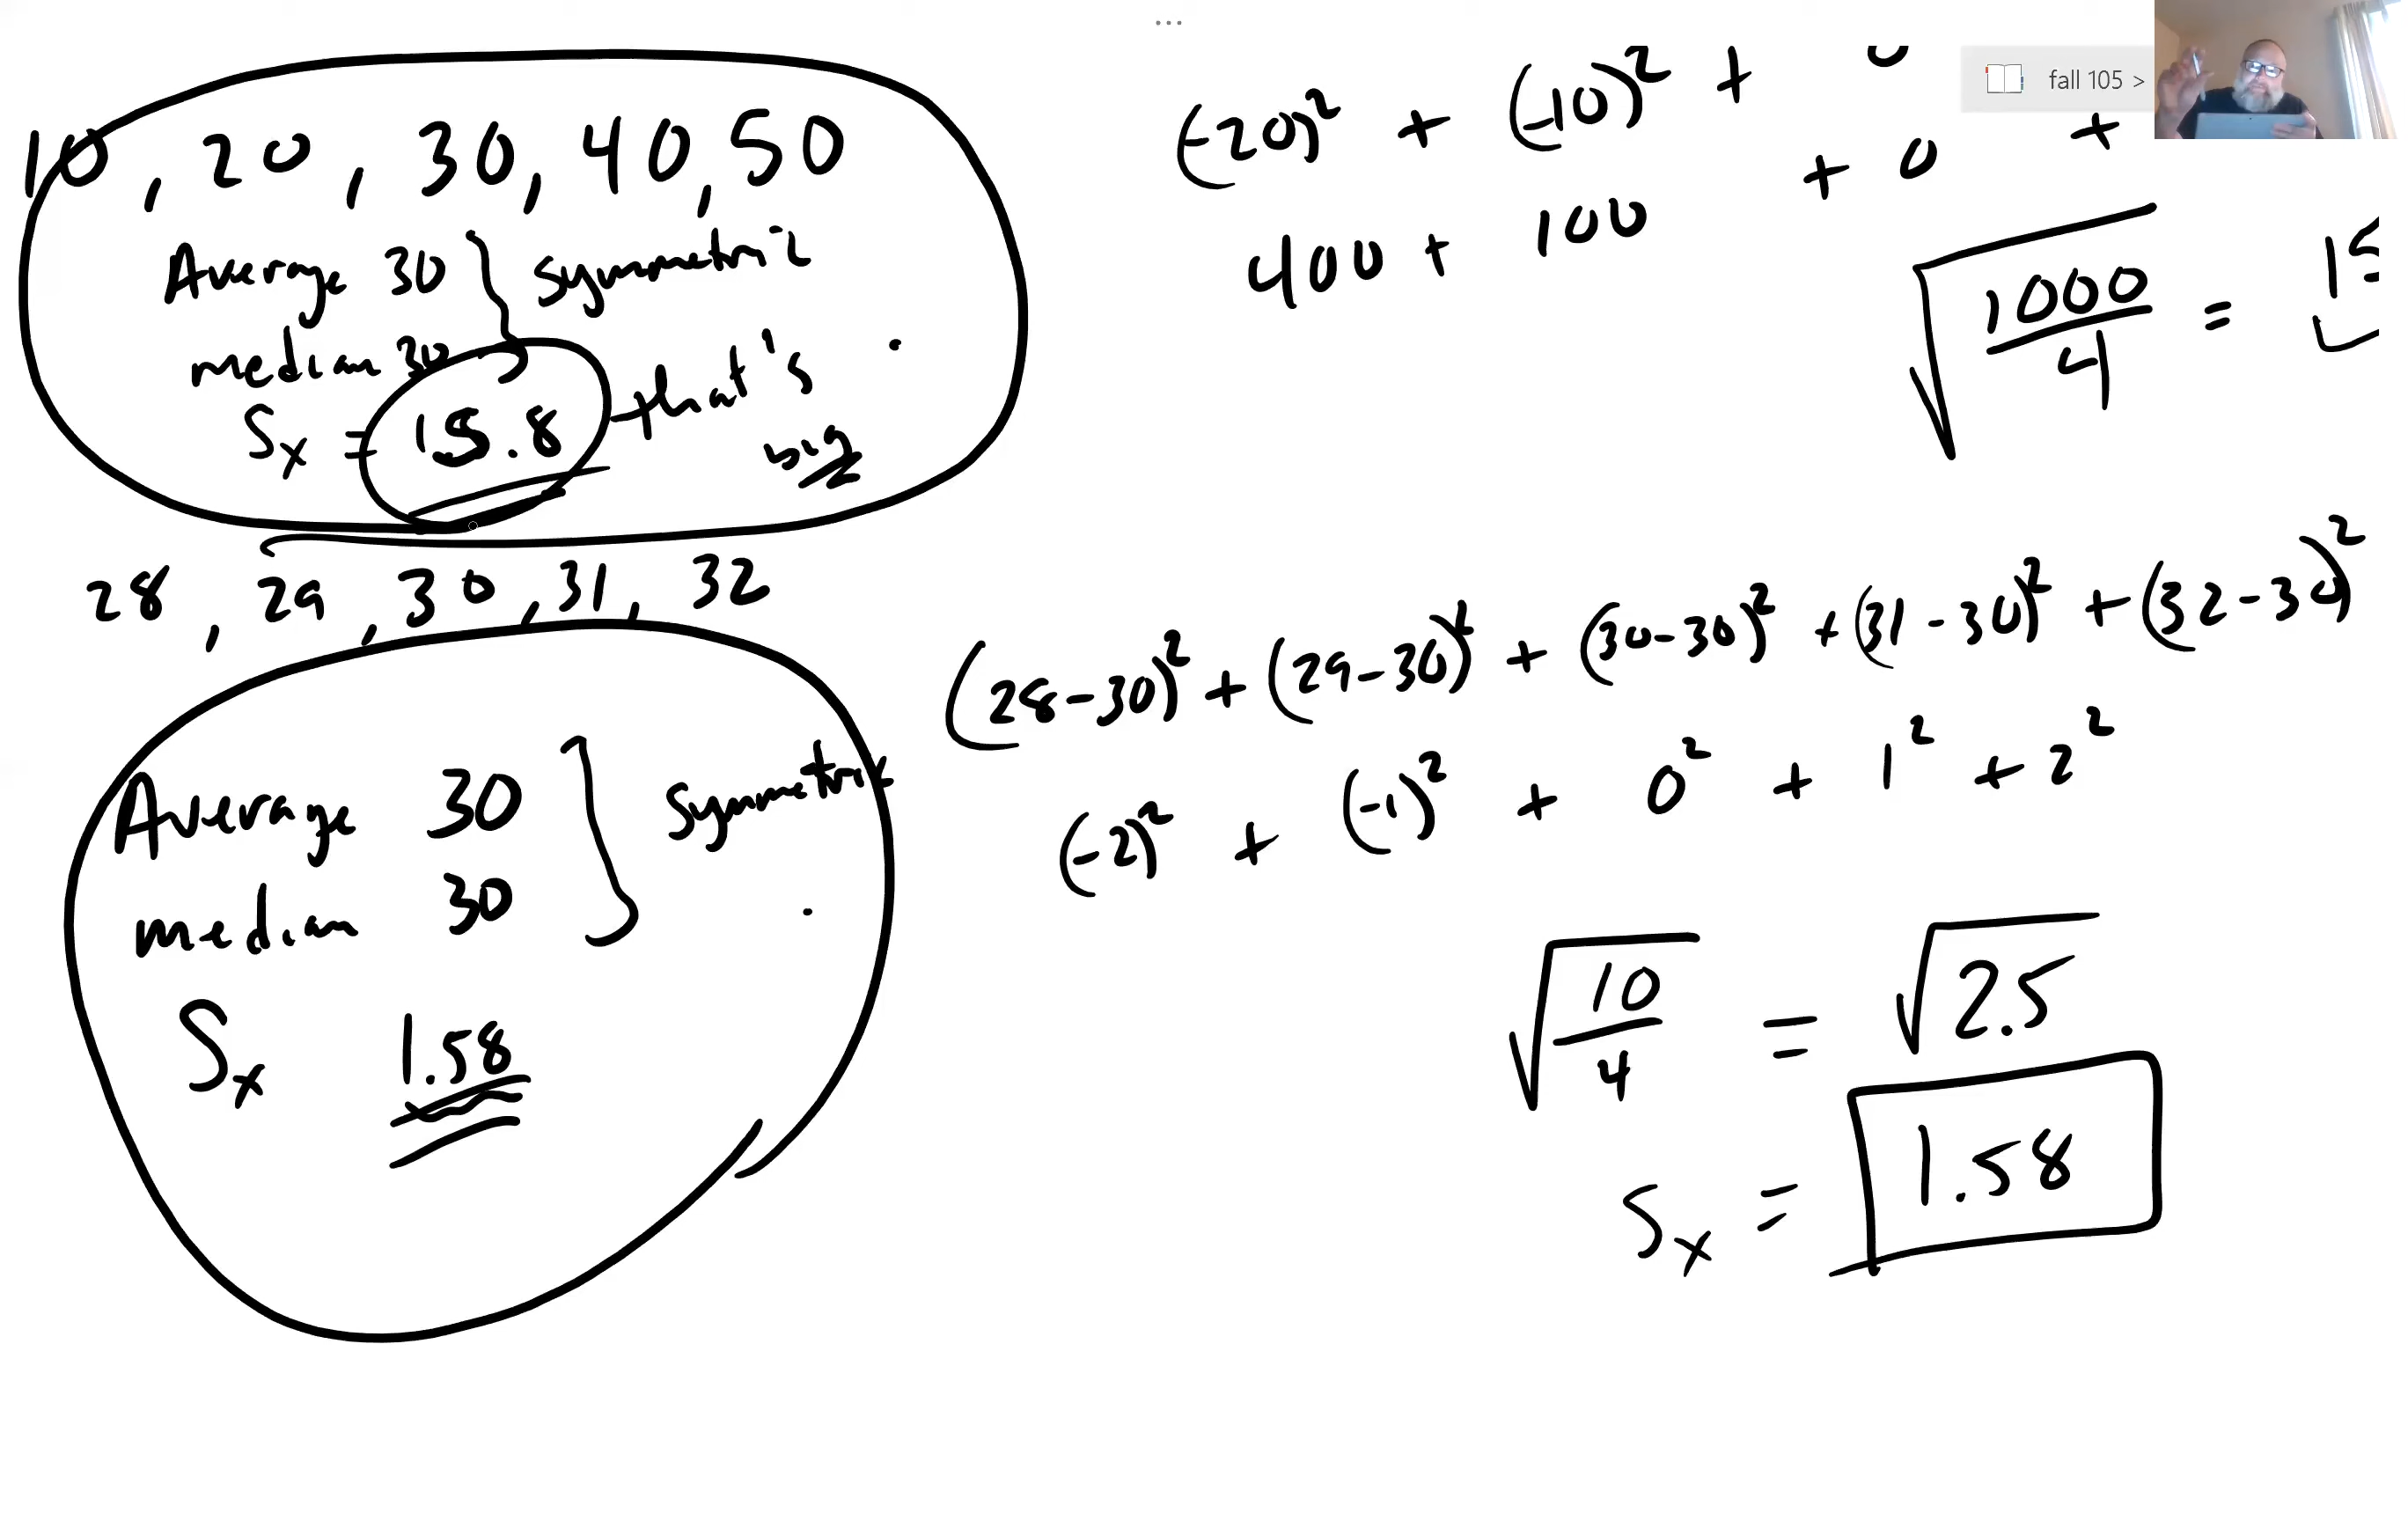 10, 20, 30, 40, 50
Average 30 } symmetric
median 30
Sx = 15.8 that's
big
(-20)² + (-10)² +
400 + 100 + 0 +
√1000/4 =
fall 105 >
28, 29, 30, 31, 32
Average 30 } symmetric
median 30
Sx 1.58
(28-30)² + (29-30)² + (30-30)² + (31-30)² + (32-30)²
(-2)² + (-1)² + 0² + 1² + 2²
√10/4 = √2.5
Sx = 1.58